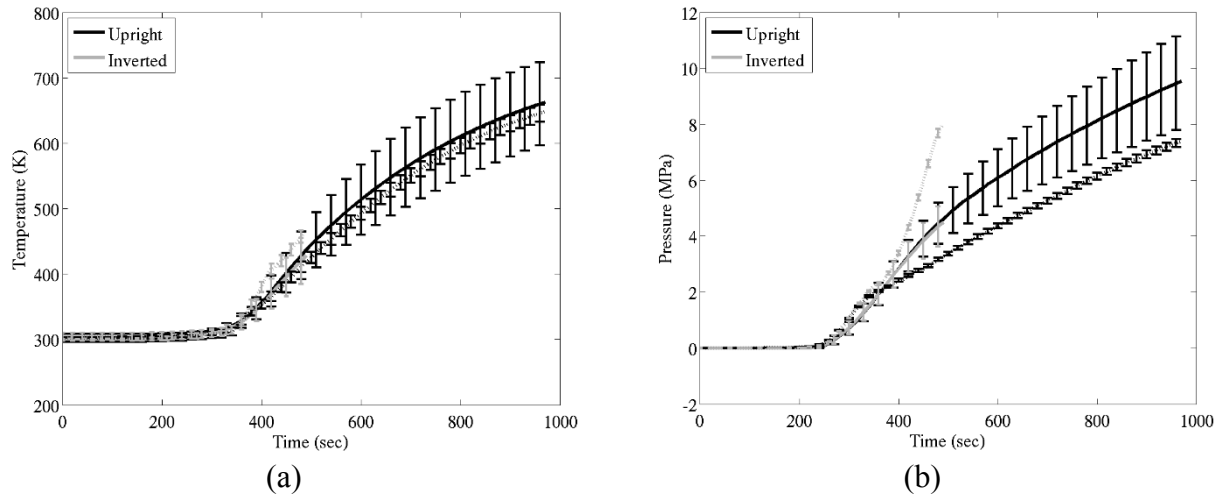 800
700
600
500
400
300
200
Temperature (K)
Upright
Inverted
0 200 400 600 800 1000
Time (sec)
(a)
12
10
8
6
4
2
0
-2
Pressure (MPa)
Upright
Inverted
0 200 400 600 800 1000
Time (sec)
(b)